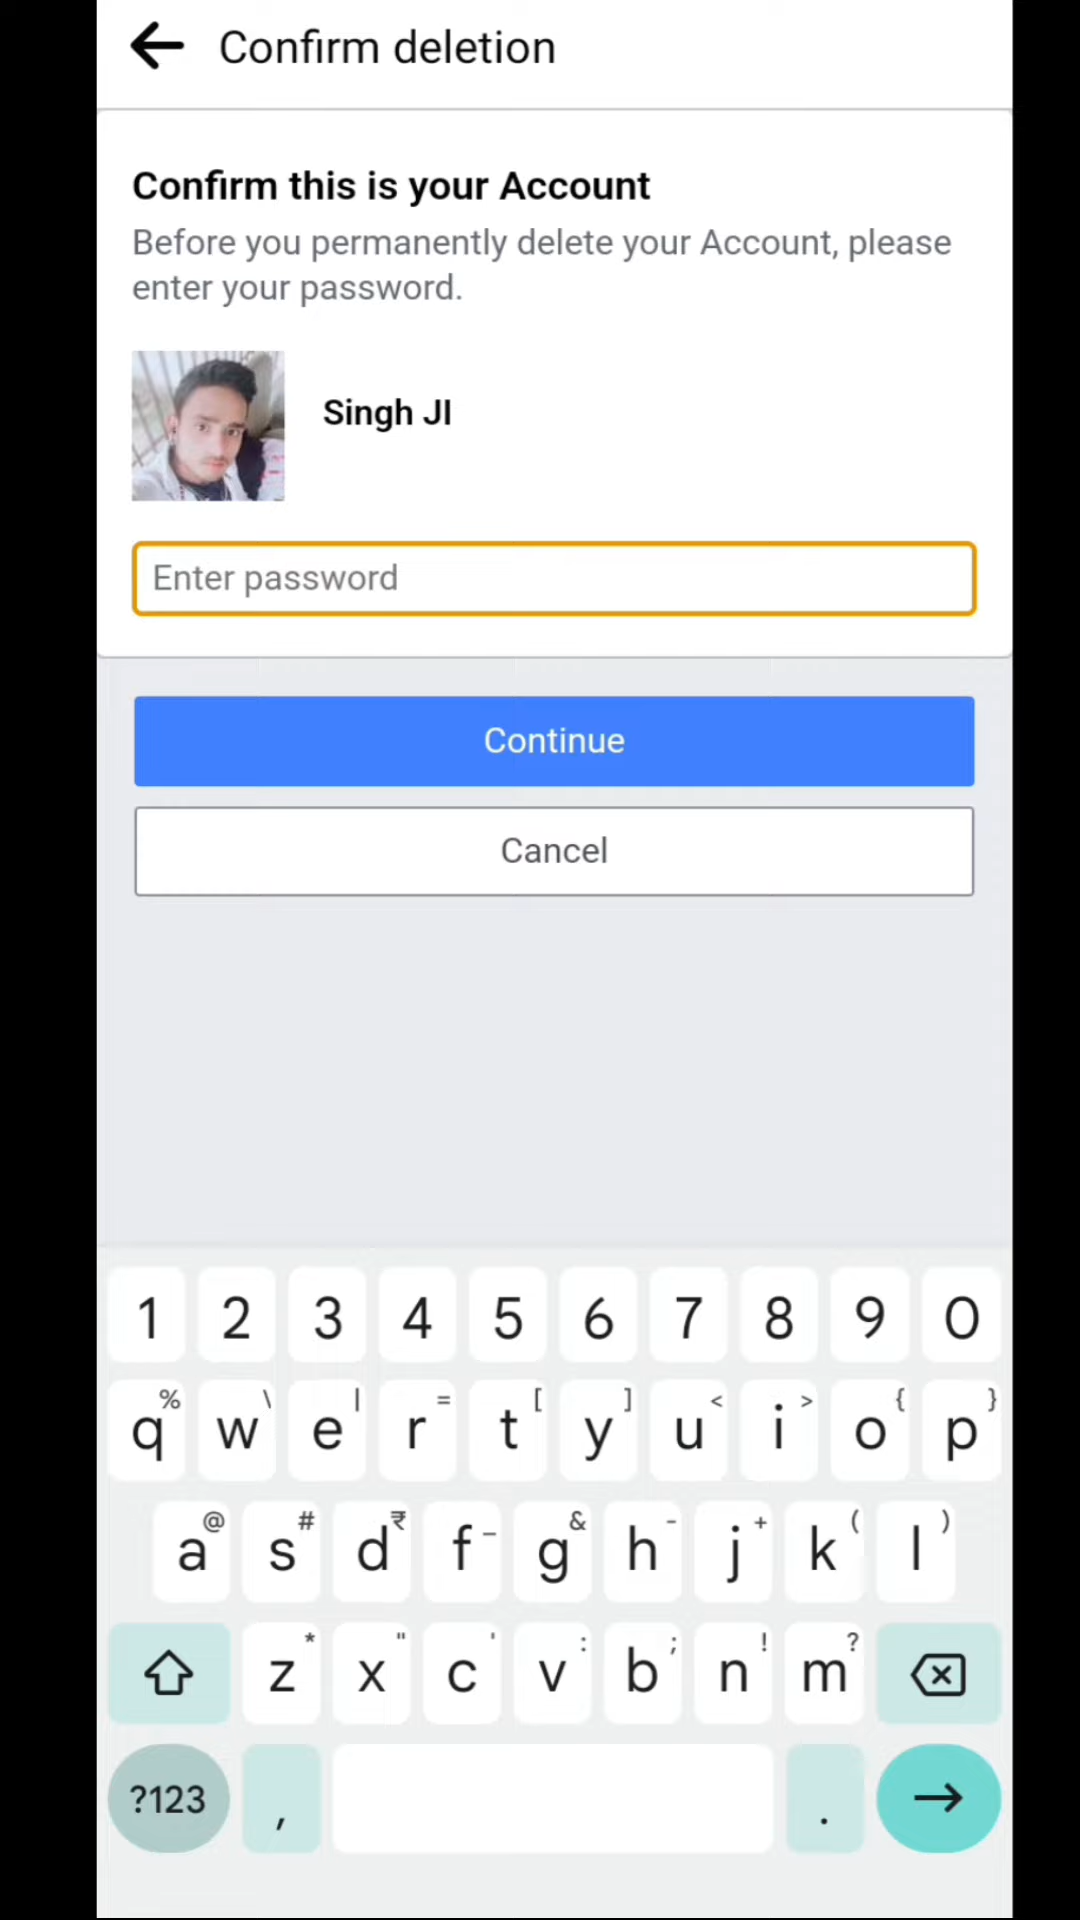 Confirm deletion
Confirm this is your Account
Before you permanently delete your Account, please
enter your password.
Singh JI
Enter password
Continue
Cancel
1 2 3 4 5 6 7 8 9 0
q % w \ e | r = t [ y ] u < i > o { p }
a @ s # d ₹ f _ g & h - j + k ( l )
z * x " c ' v : b ; n ! m ?
?123 , .